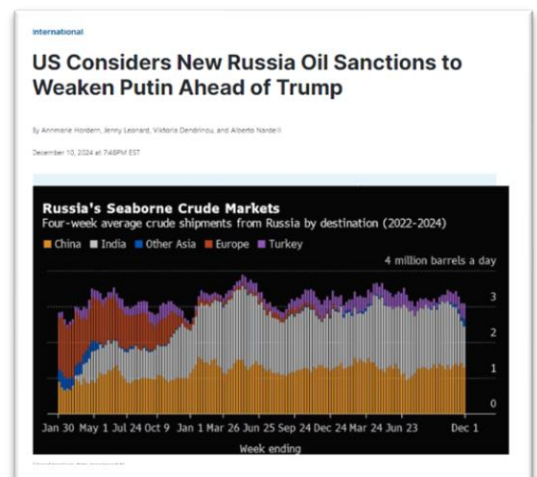 International
US Considers New Russia Oil Sanctions to
Weaken Putin Ahead of Trump
By Annmarie Hordern, Jenny Leonard, Viktoria Dendrinou, and Alberto Nardelli
December 10, 2024 at 7:48PM EST
Russia's Seaborne Crude Markets
Four-week average crude shipments from Russia by destination (2022-2024)
China India Other Asia Europe Turkey
4 million barrels a day
3
2
1
0
Jan 30 May 1 Jul 24 Oct 9 Jan 1 Mar 26 Jun 25 Sep 24 Dec 24 Mar 24 Jun 23 Dec 1
Week ending